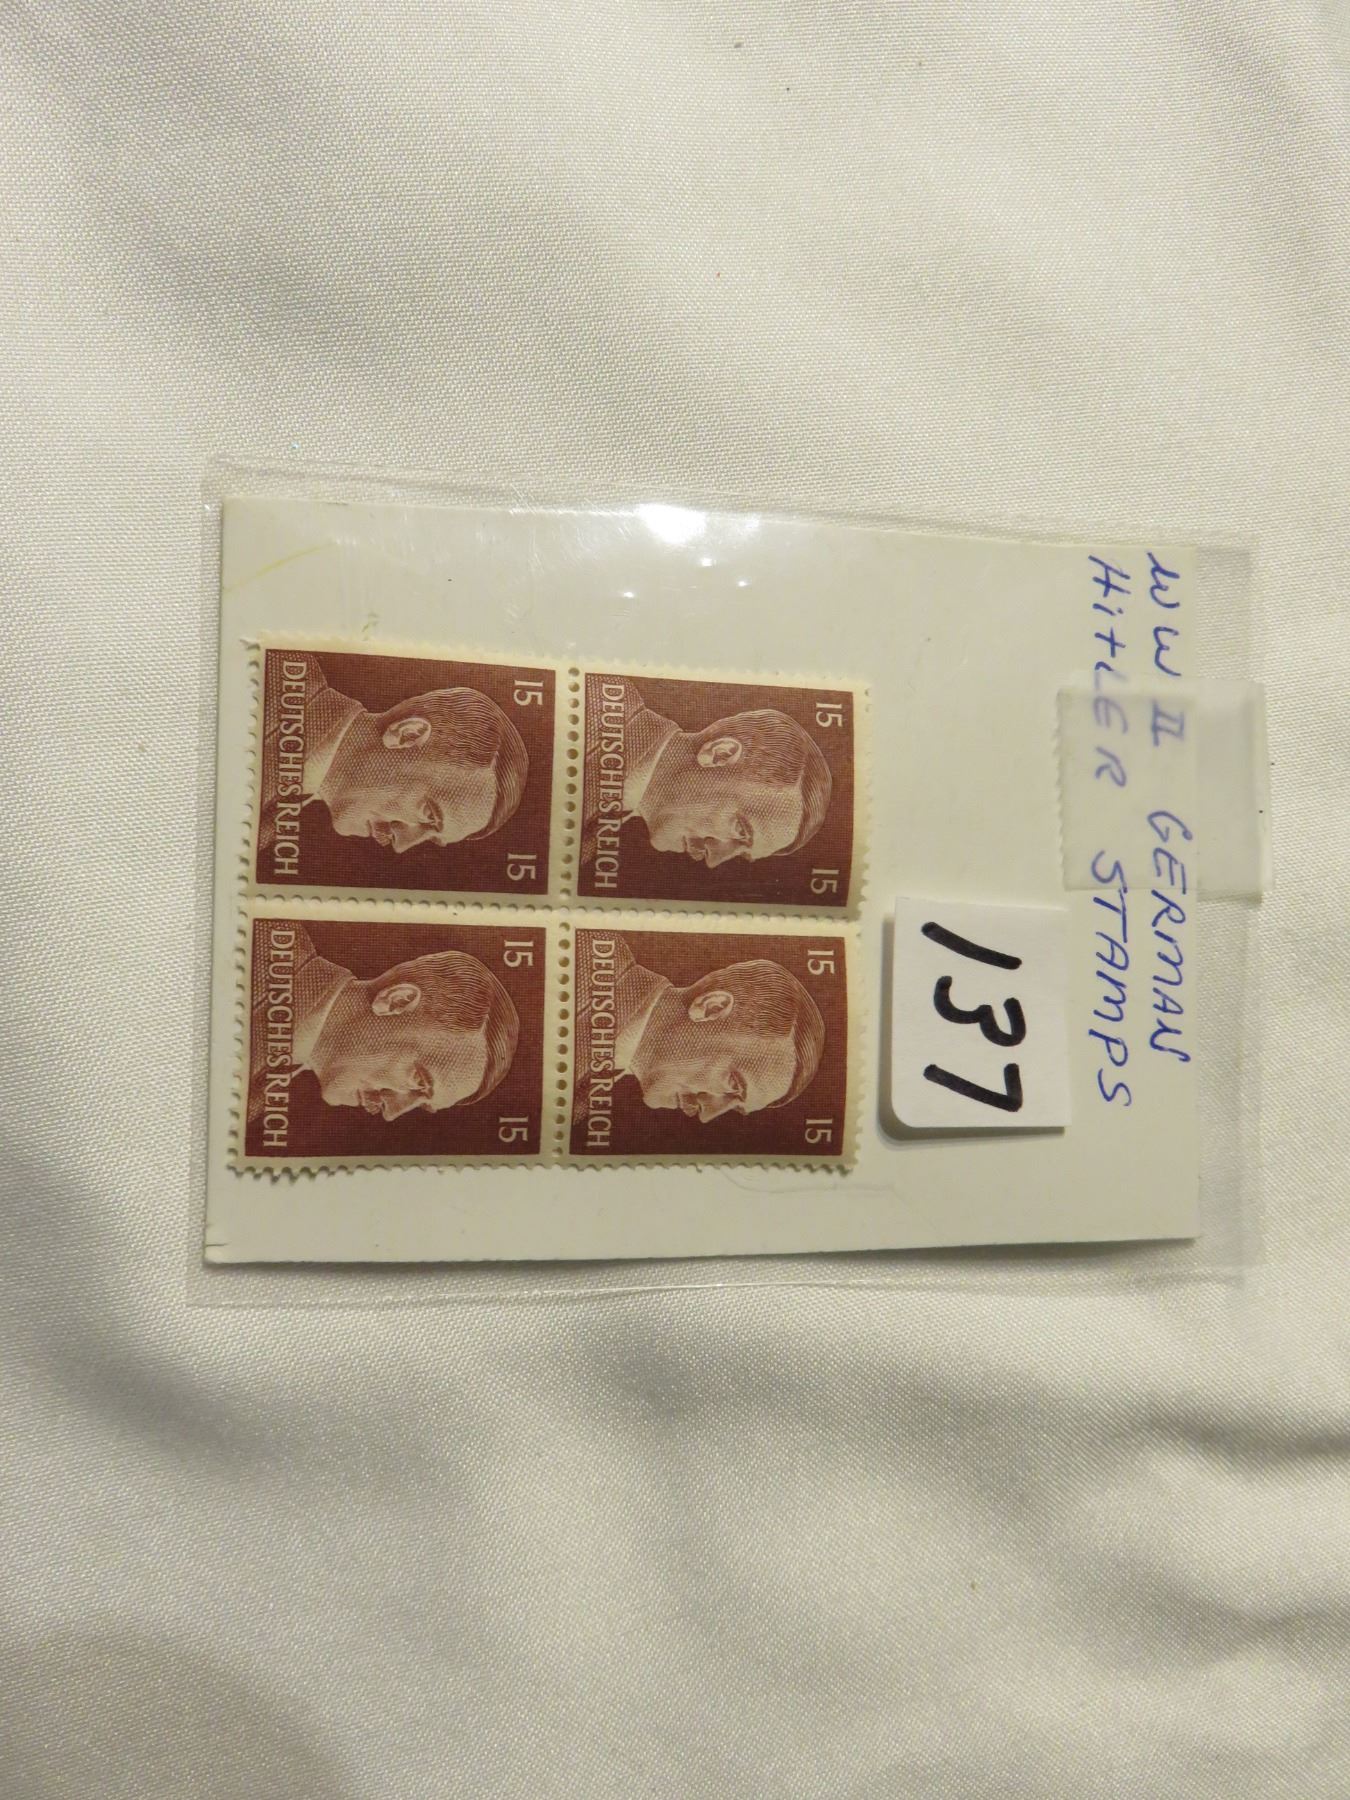 WW II GERMAN
HitLER STAMPS
137
15 15
DEUTSCHES REICH
15 15
DEUTSCHES REICH
15 15
DEUTSCHES REICH
15 15
DEUTSCHES REICH